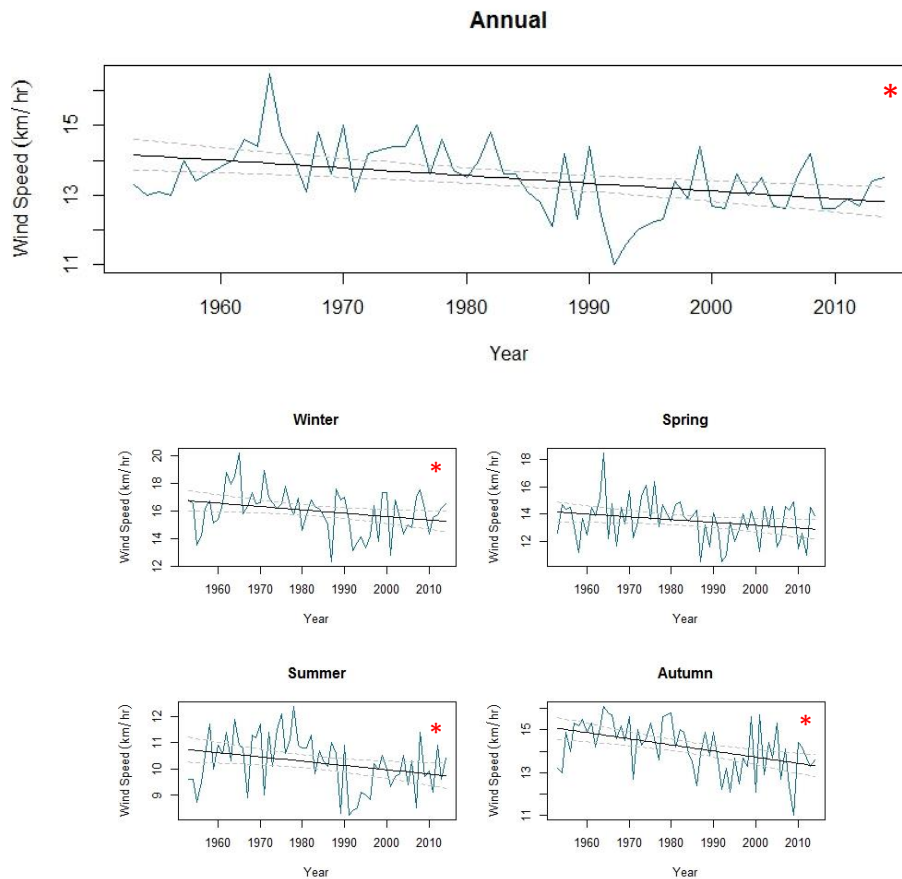 Annual
Wind Speed (km/ hr)
15
13
11
*
1960 1970 1980 1990 2000 2010
Year
Winter
Wind Speed (km/ hr)
20
18
16
14
12
*
1960 1970 1980 1990 2000 2010
Year
Spring
Wind Speed (km/ hr)
18
16
14
12
1960 1970 1980 1990 2000 2010
Year
Summer
Wind Speed (km/ hr)
12
11
10
9
*
1960 1970 1980 1990 2000 2010
Year
Autumn
Wind Speed (km/ hr)
15
13
11
*
1960 1970 1980 1990 2000 2010
Year